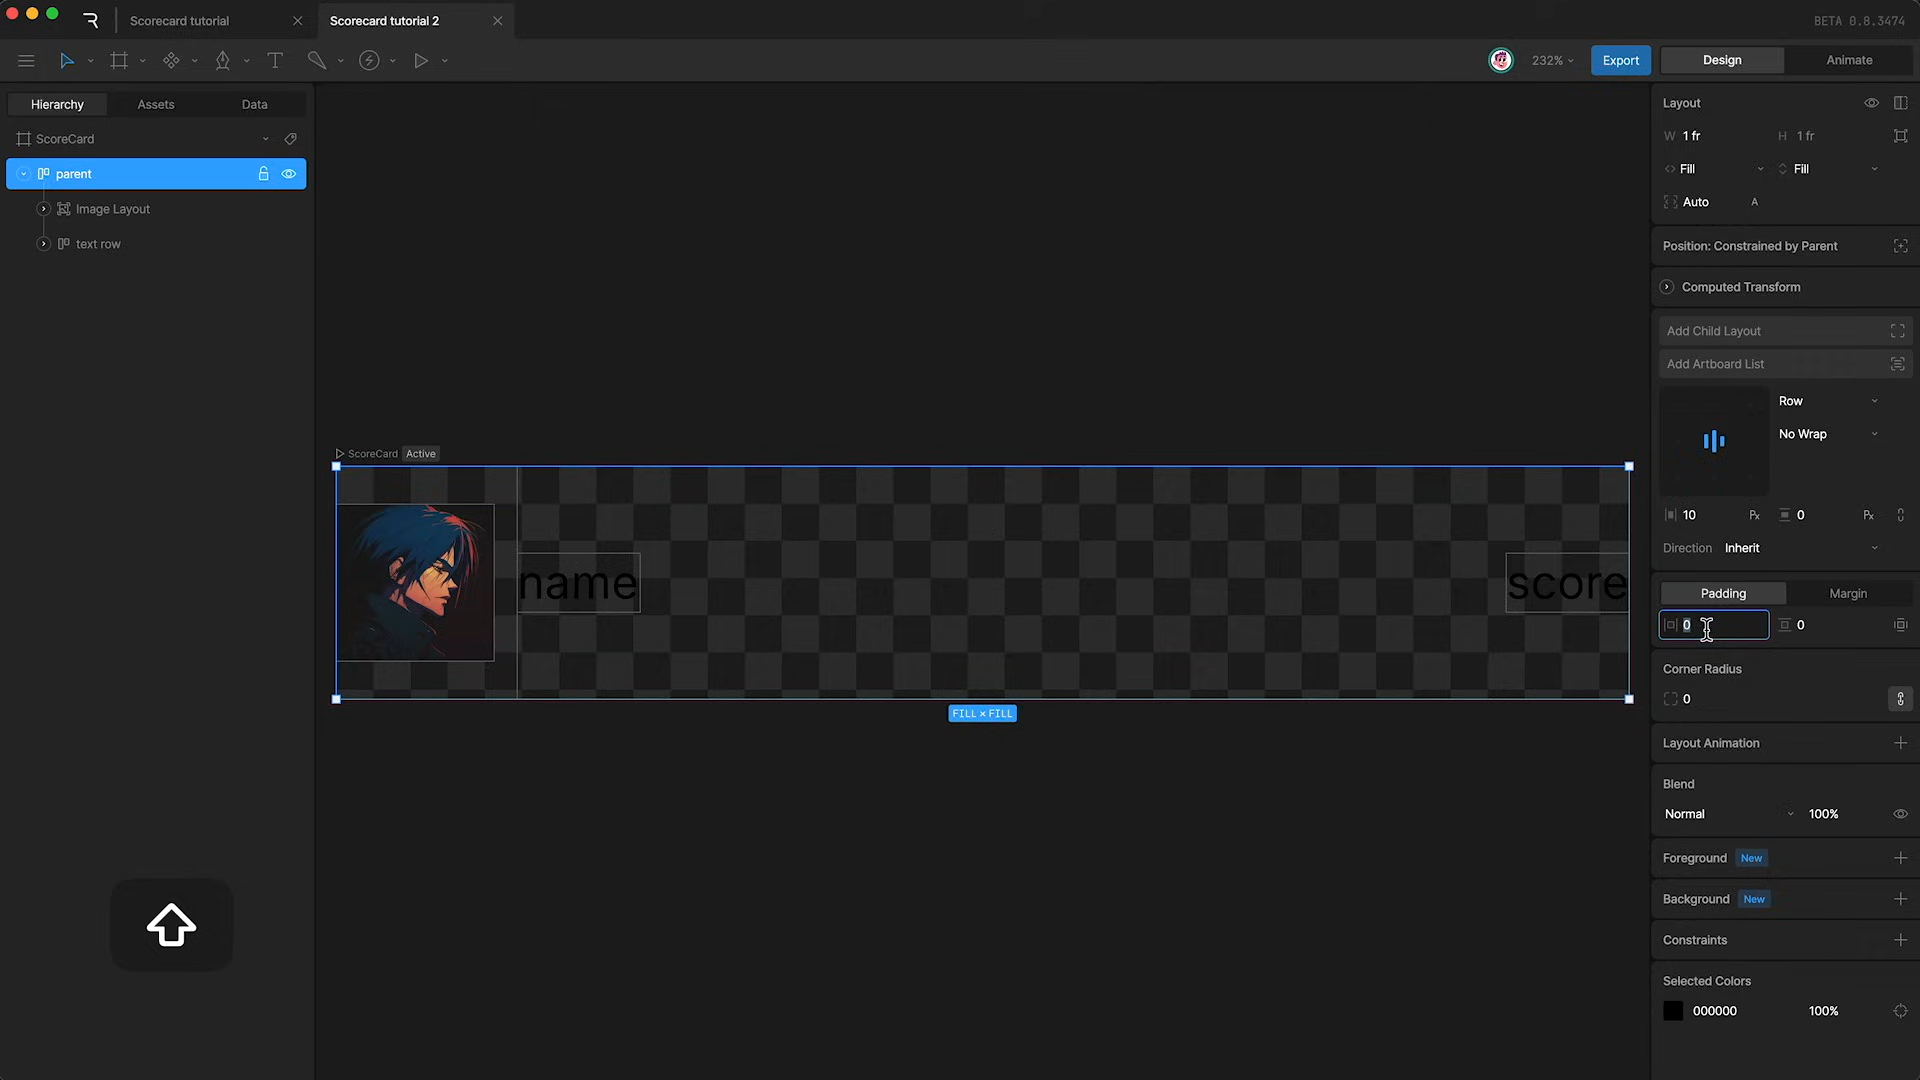 Scorecard tutorial
Scorecard tutorial 2
BETA 0.8.3474
232%
Export
Design
Animate
Hierarchy
Assets
Data
ScoreCard
parent
Image Layout
text row
ScoreCard
Active
name
score
FILL × FILL
Layout
W 1 fr
H 1 fr
Fill
Fill
Auto
A
Position: Constrained by Parent
Computed Transform
Add Child Layout
Add Artboard List
Row
No Wrap
10 Px
0 Px
Direction Inherit
Padding
Margin
0
0
Corner Radius
0
Layout Animation
Blend
Normal
100%
Foreground New
Background New
Constraints
Selected Colors
000000
100%